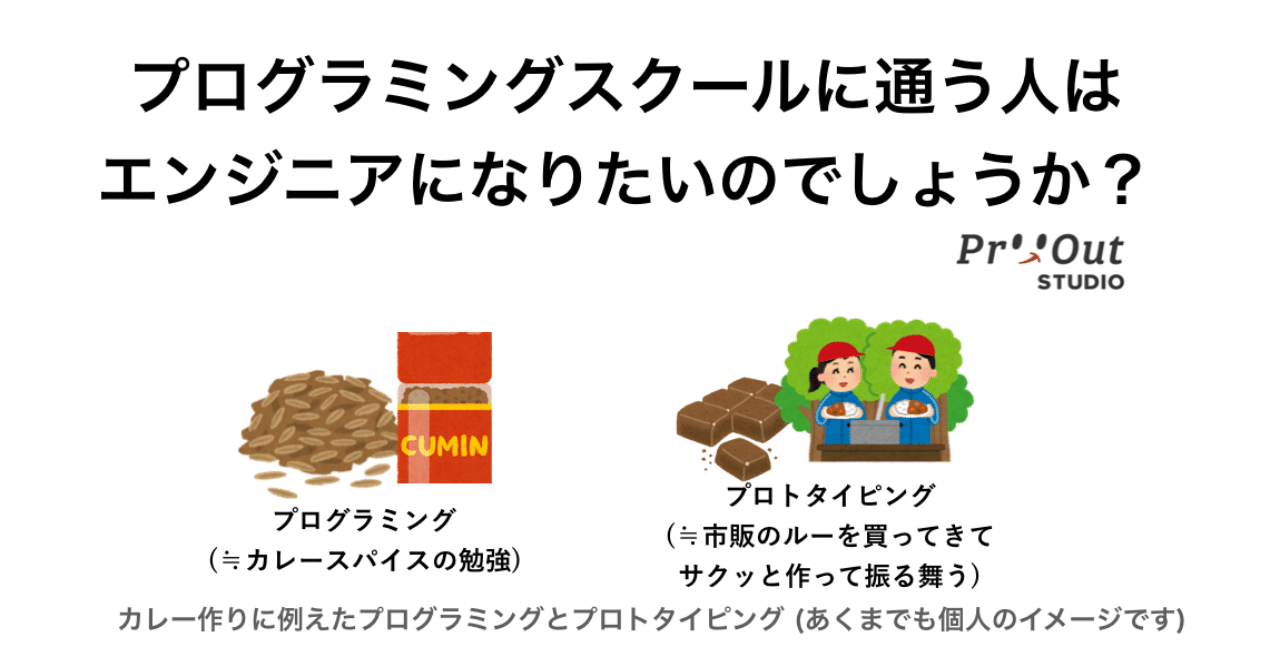 プログラミングスクールに通う人は
エンジニアになりたいのでしょうか？
Pr Out
STUDIO
CUMIN
プログラミング
（≒カレースパイスの勉強）
プロトタイピング
（≒市販のルーを買ってきて
サクッと作って振る舞う）
カレー作りに例えたプログラミングとプロトタイピング (あくまでも個人のイメージです)